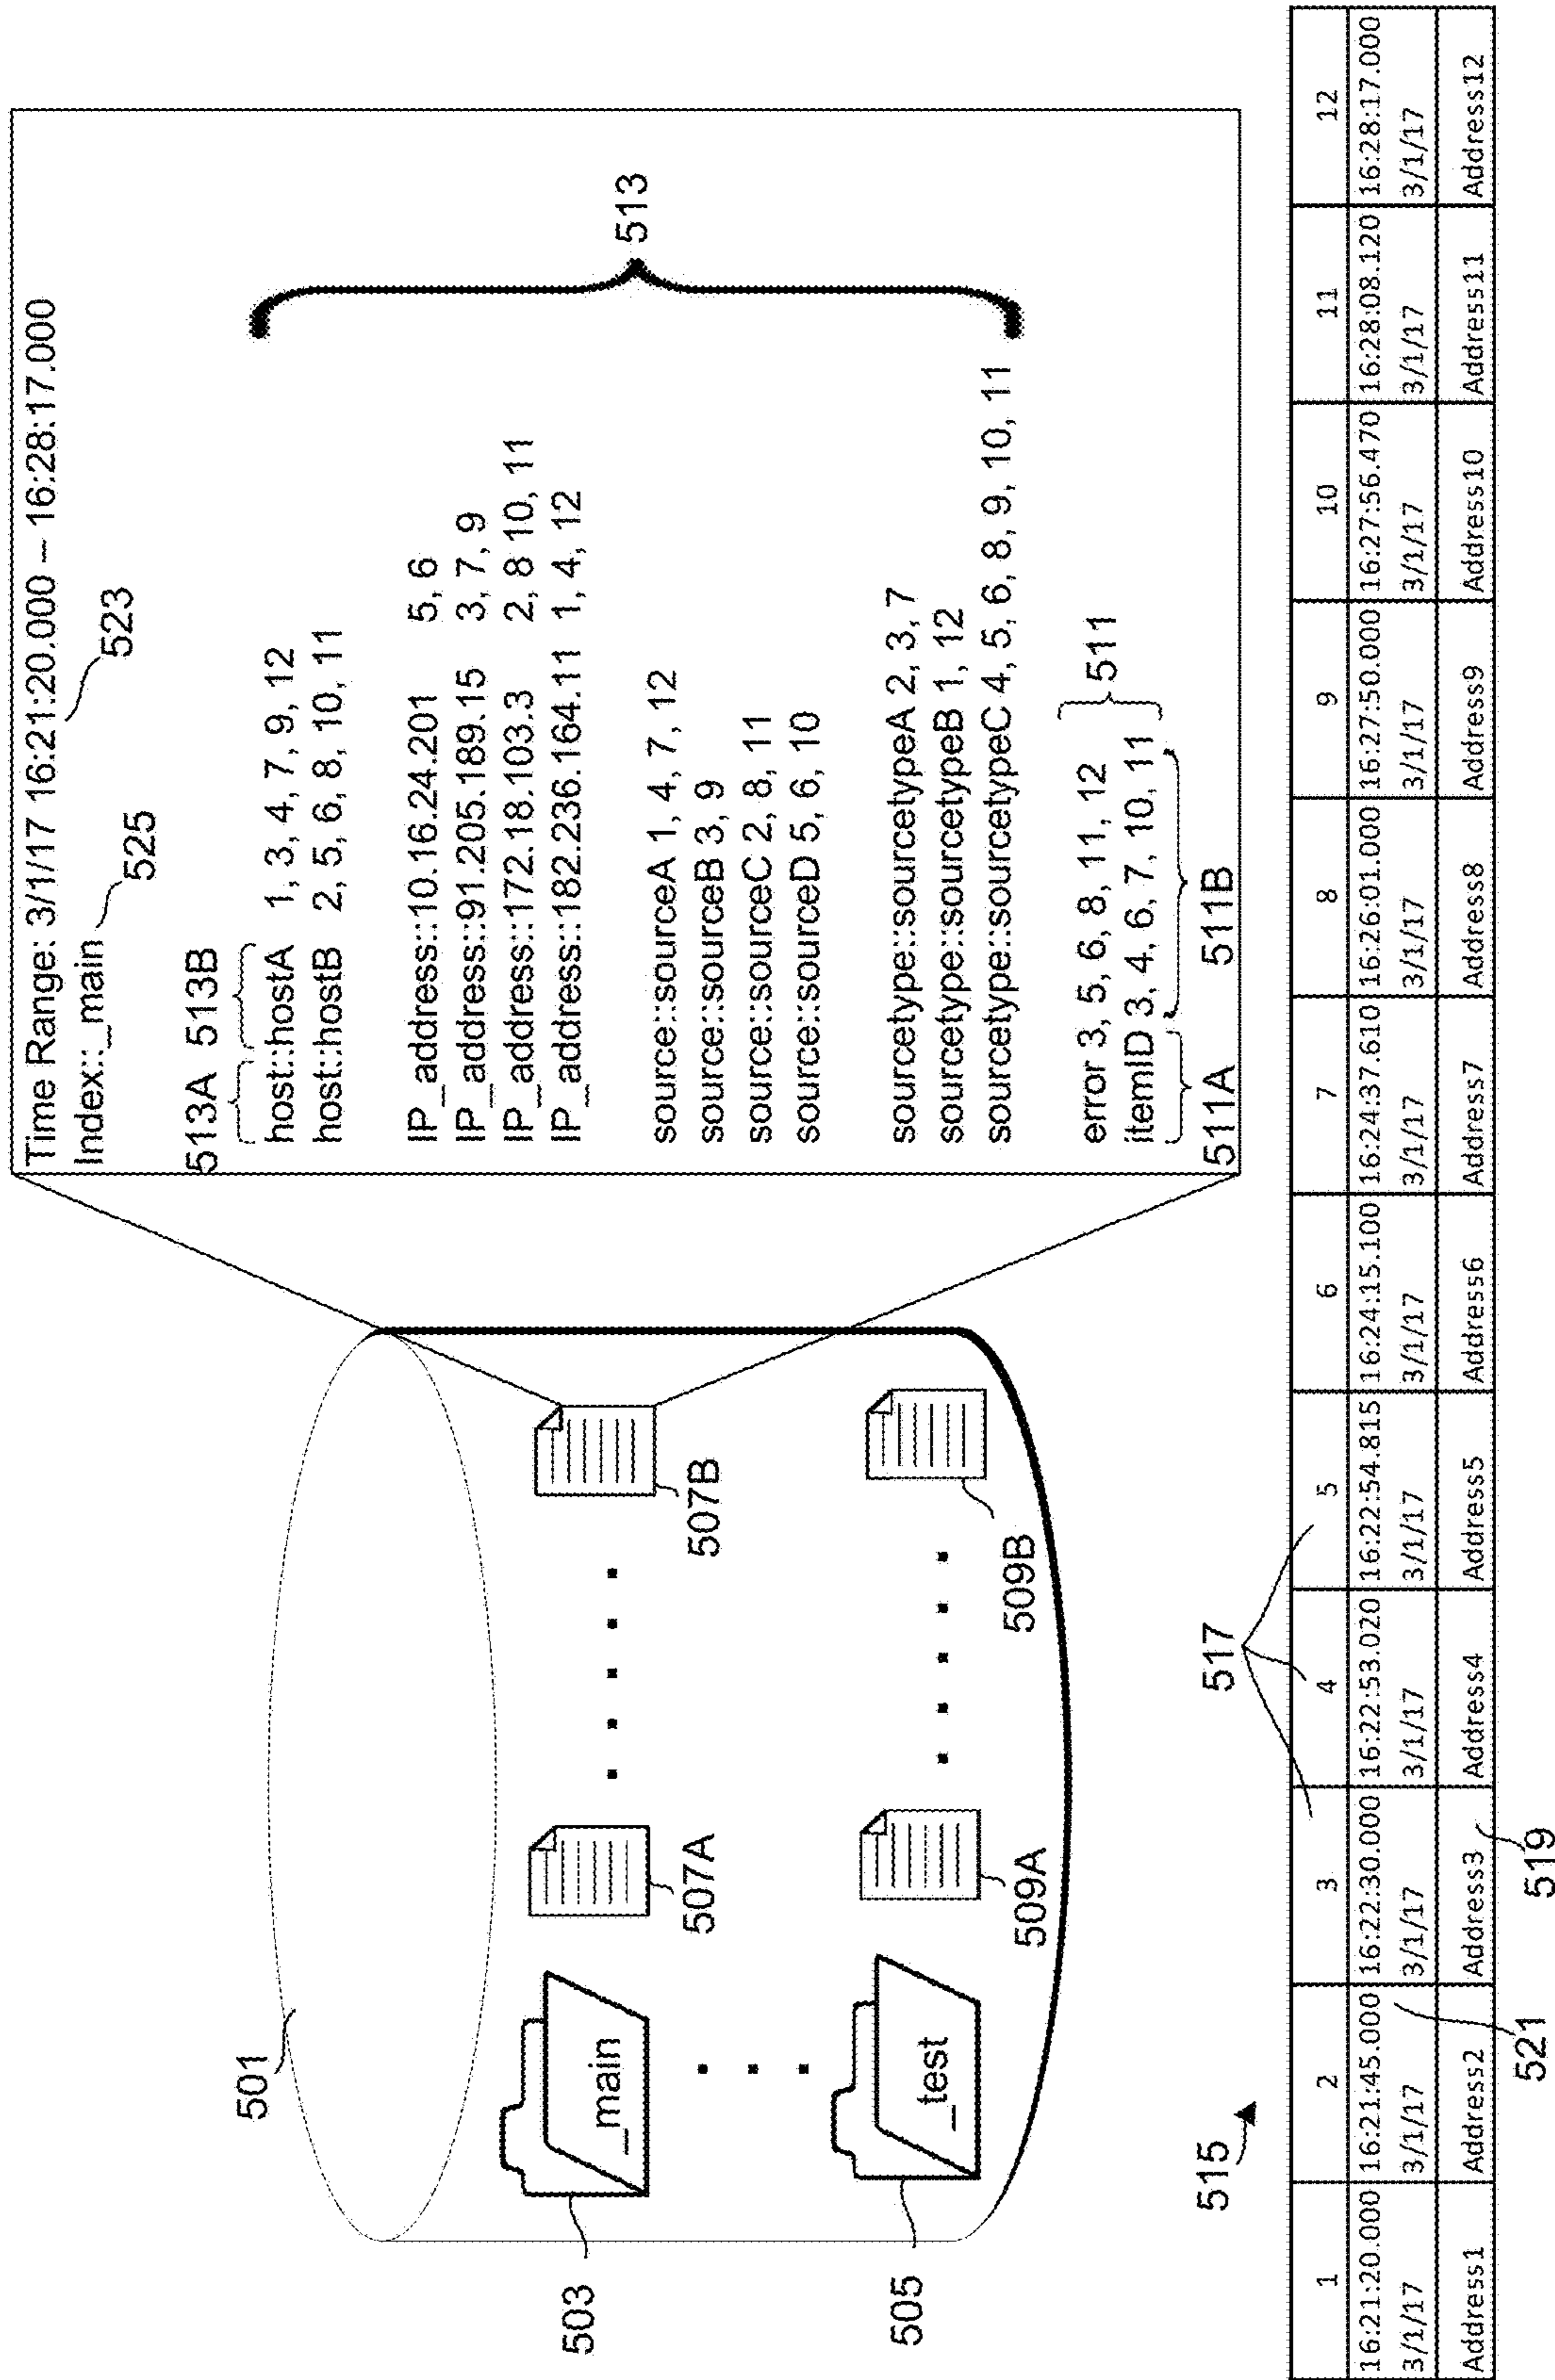 Time Range: 3/1/17 16:21:20.000 – 16:28:17.000
523
Index::_main
525
513A 513B
host::hostA 1, 3, 4, 7, 9, 12
host::hostB 2, 5, 6, 8, 10, 11
IP_address::10.16.24.201 5, 6
IP_address::91.205.189.15 3, 7, 9
IP_address::172.18.103.3 2, 8 10, 11
IP_address::182.236.164.11 1, 4, 12
513
source::sourceA 1, 4, 7, 12
source::sourceB 3, 9
source::sourceC 2, 8, 11
source::sourceD 5, 6, 10
sourcetype::sourcetypeA 2, 3, 7
sourcetype::sourcetypeB 1, 12
sourcetype::sourcetypeC 4, 5, 6, 8, 9, 10, 11
error 3, 5, 6, 8, 11, 12
itemID 3, 4, 6, 7, 10, 11
511
511A 511B
501
503
_main
507A
507B
505
_test
509A
509B
515
517
1 2 3 4 5 6 7 8 9 10 11 12
16:21:20.000 16:21:45.000 16:22:30.000 16:22:53.020 16:22:54.815 16:24:15.100 16:24:37.610 16:26:01.000 16:27:50.000 16:27:56.470 16:28:08.120 16:28:17.000
3/1/17 3/1/17 3/1/17 3/1/17 3/1/17 3/1/17 3/1/17 3/1/17 3/1/17 3/1/17 3/1/17 3/1/17
Address1 Address2 Address3 Address4 Address5 Address6 Address7 Address8 Address9 Address10 Address11 Address12
521
519